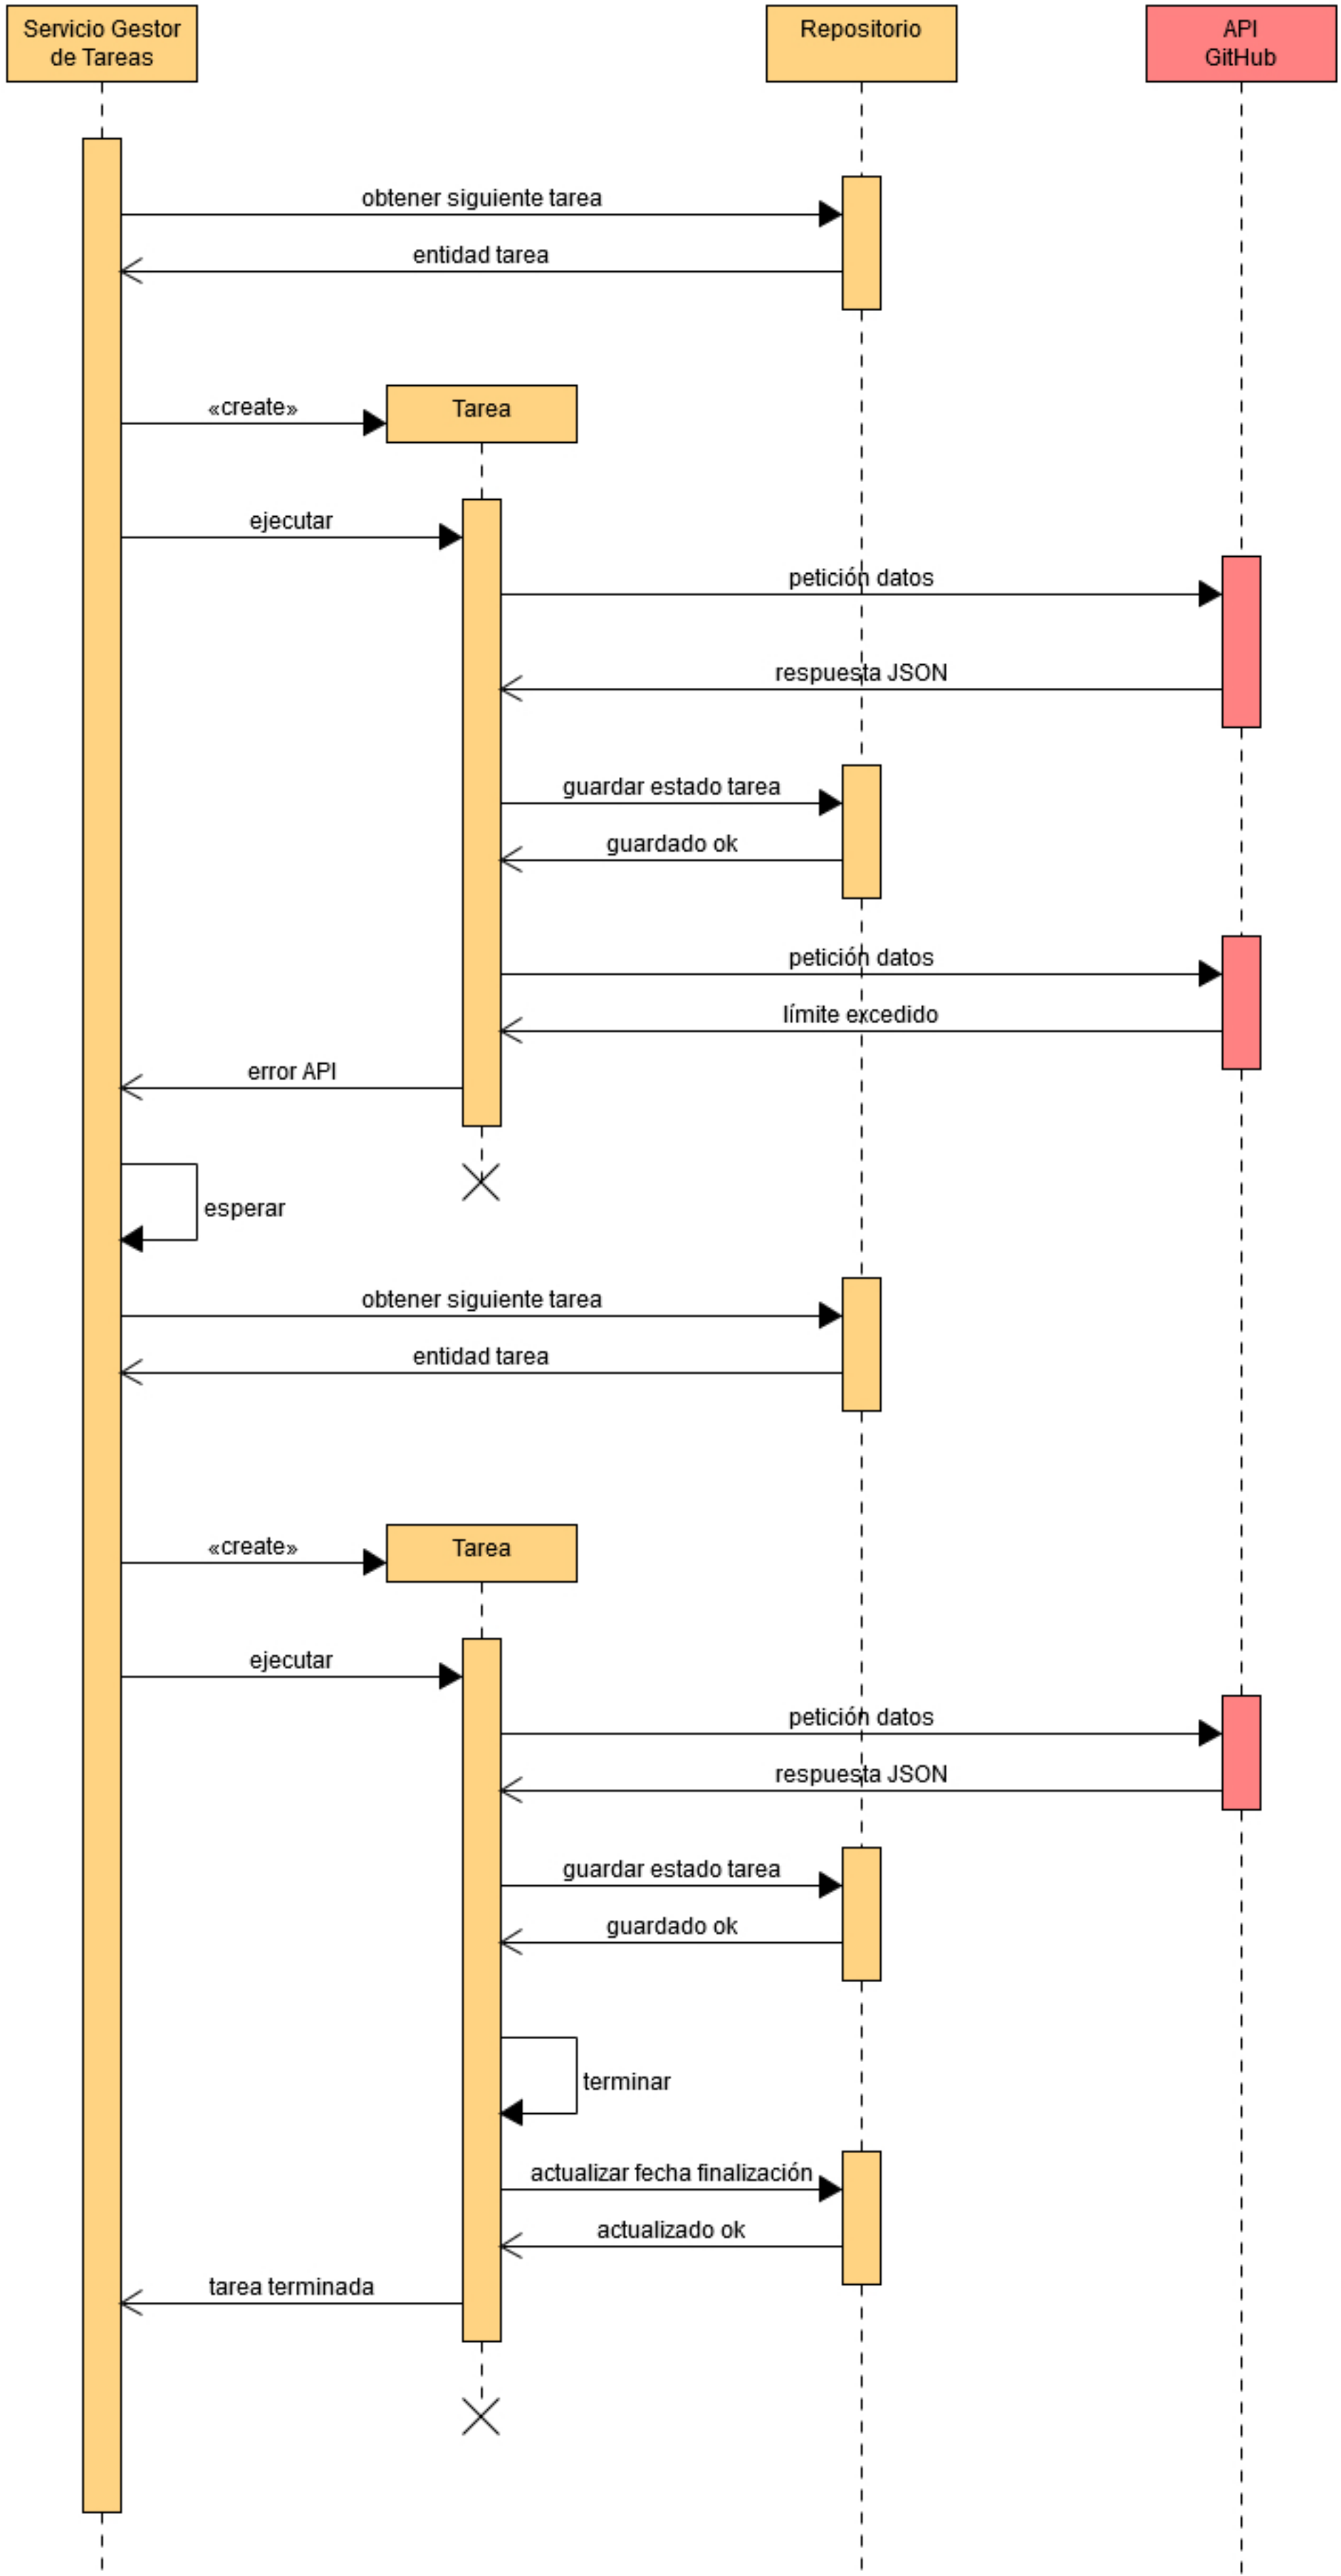 Servicio Gestor
de Tareas
Repositorio
API
GitHub
obtener siguiente tarea
entidad tarea
«create»
Tarea
ejecutar
petición datos
respuesta JSON
guardar estado tarea
guardado ok
petición datos
límite excedido
error API
esperar
obtener siguiente tarea
entidad tarea
«create»
Tarea
ejecutar
petición datos
respuesta JSON
guardar estado tarea
guardado ok
terminar
actualizar fecha finalización
actualizado ok
tarea terminada